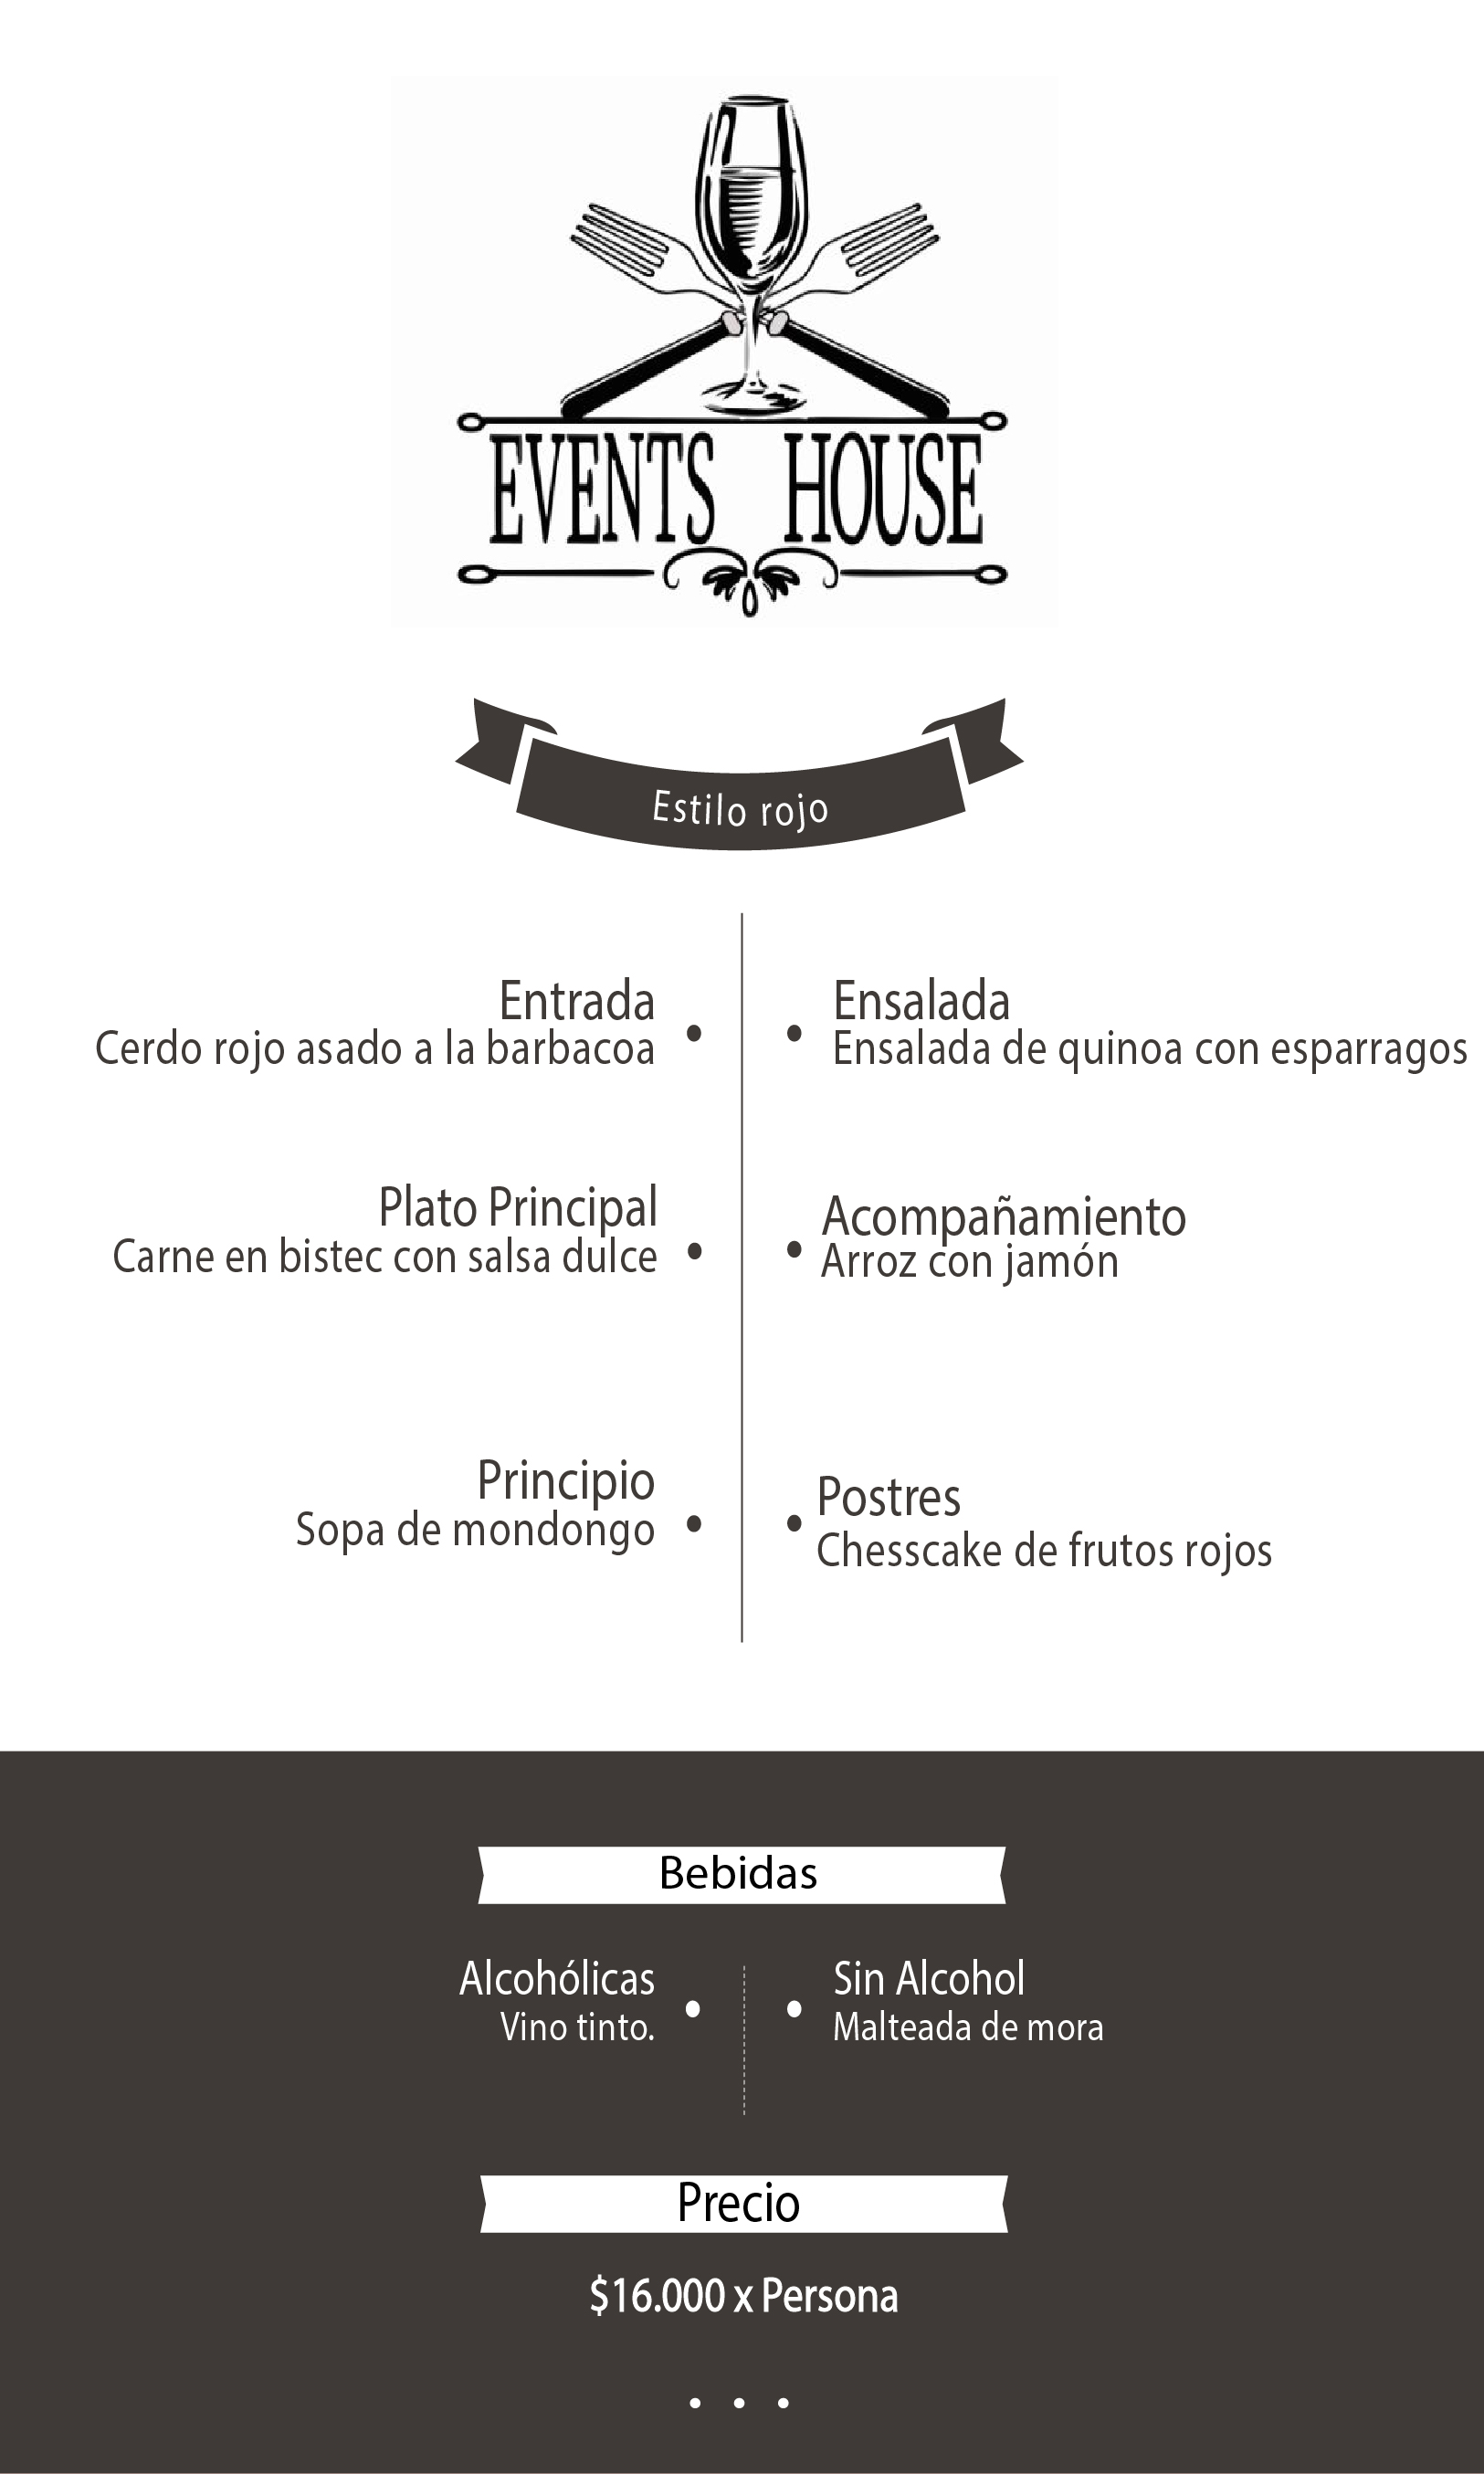 EVENTS HOUSE
Estilo rojo
Entrada
Cerdo rojo asado a la barbacoa
Ensalada
Ensalada de quinoa con esparragos
Plato Principal
Carne en bistec con salsa dulce
Acompañamiento
Arroz con jamón
Principio
Sopa de mondongo
Postres
Chesscake de frutos rojos
Bebidas
Alcohólicas
Vino tinto.
Sin Alcohol
Malteada de mora
Precio
$16.000 x Persona